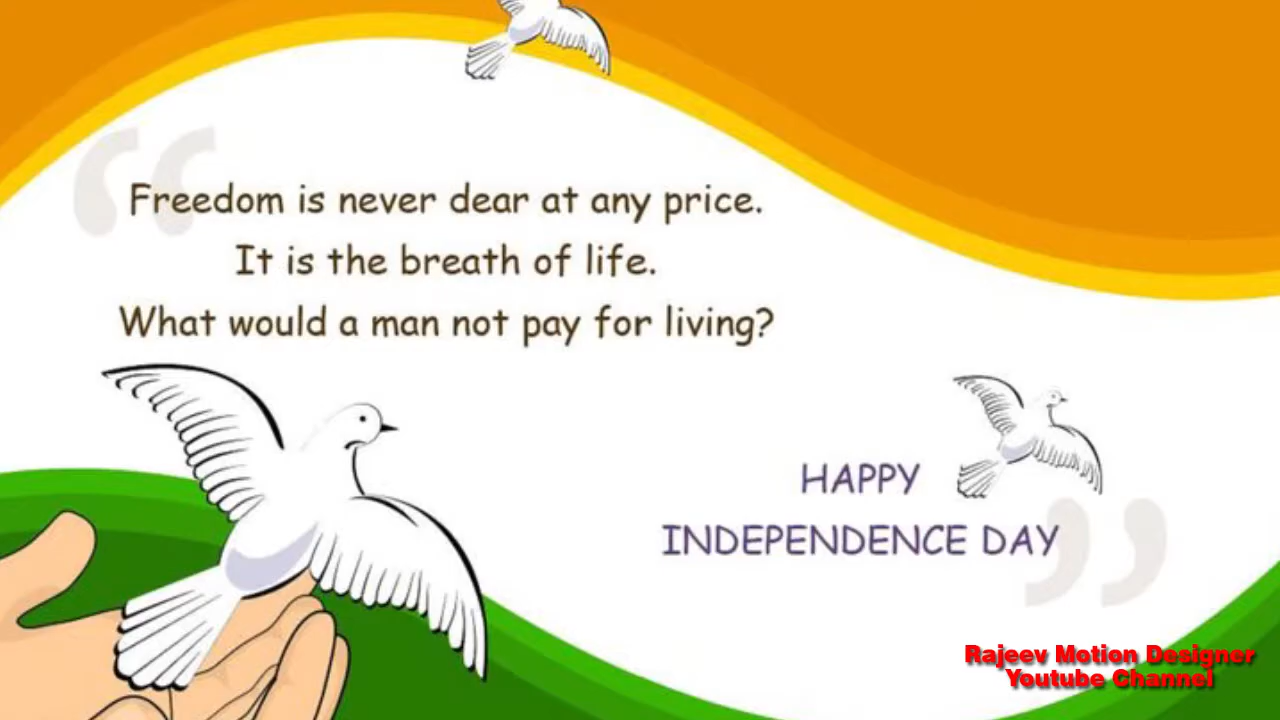 Freedom is never dear at any price.
It is the breath of life.
What would a man not pay for living?
HAPPY
INDEPENDENCE DAY
Rajeev Motion Designer
Youtube Channel